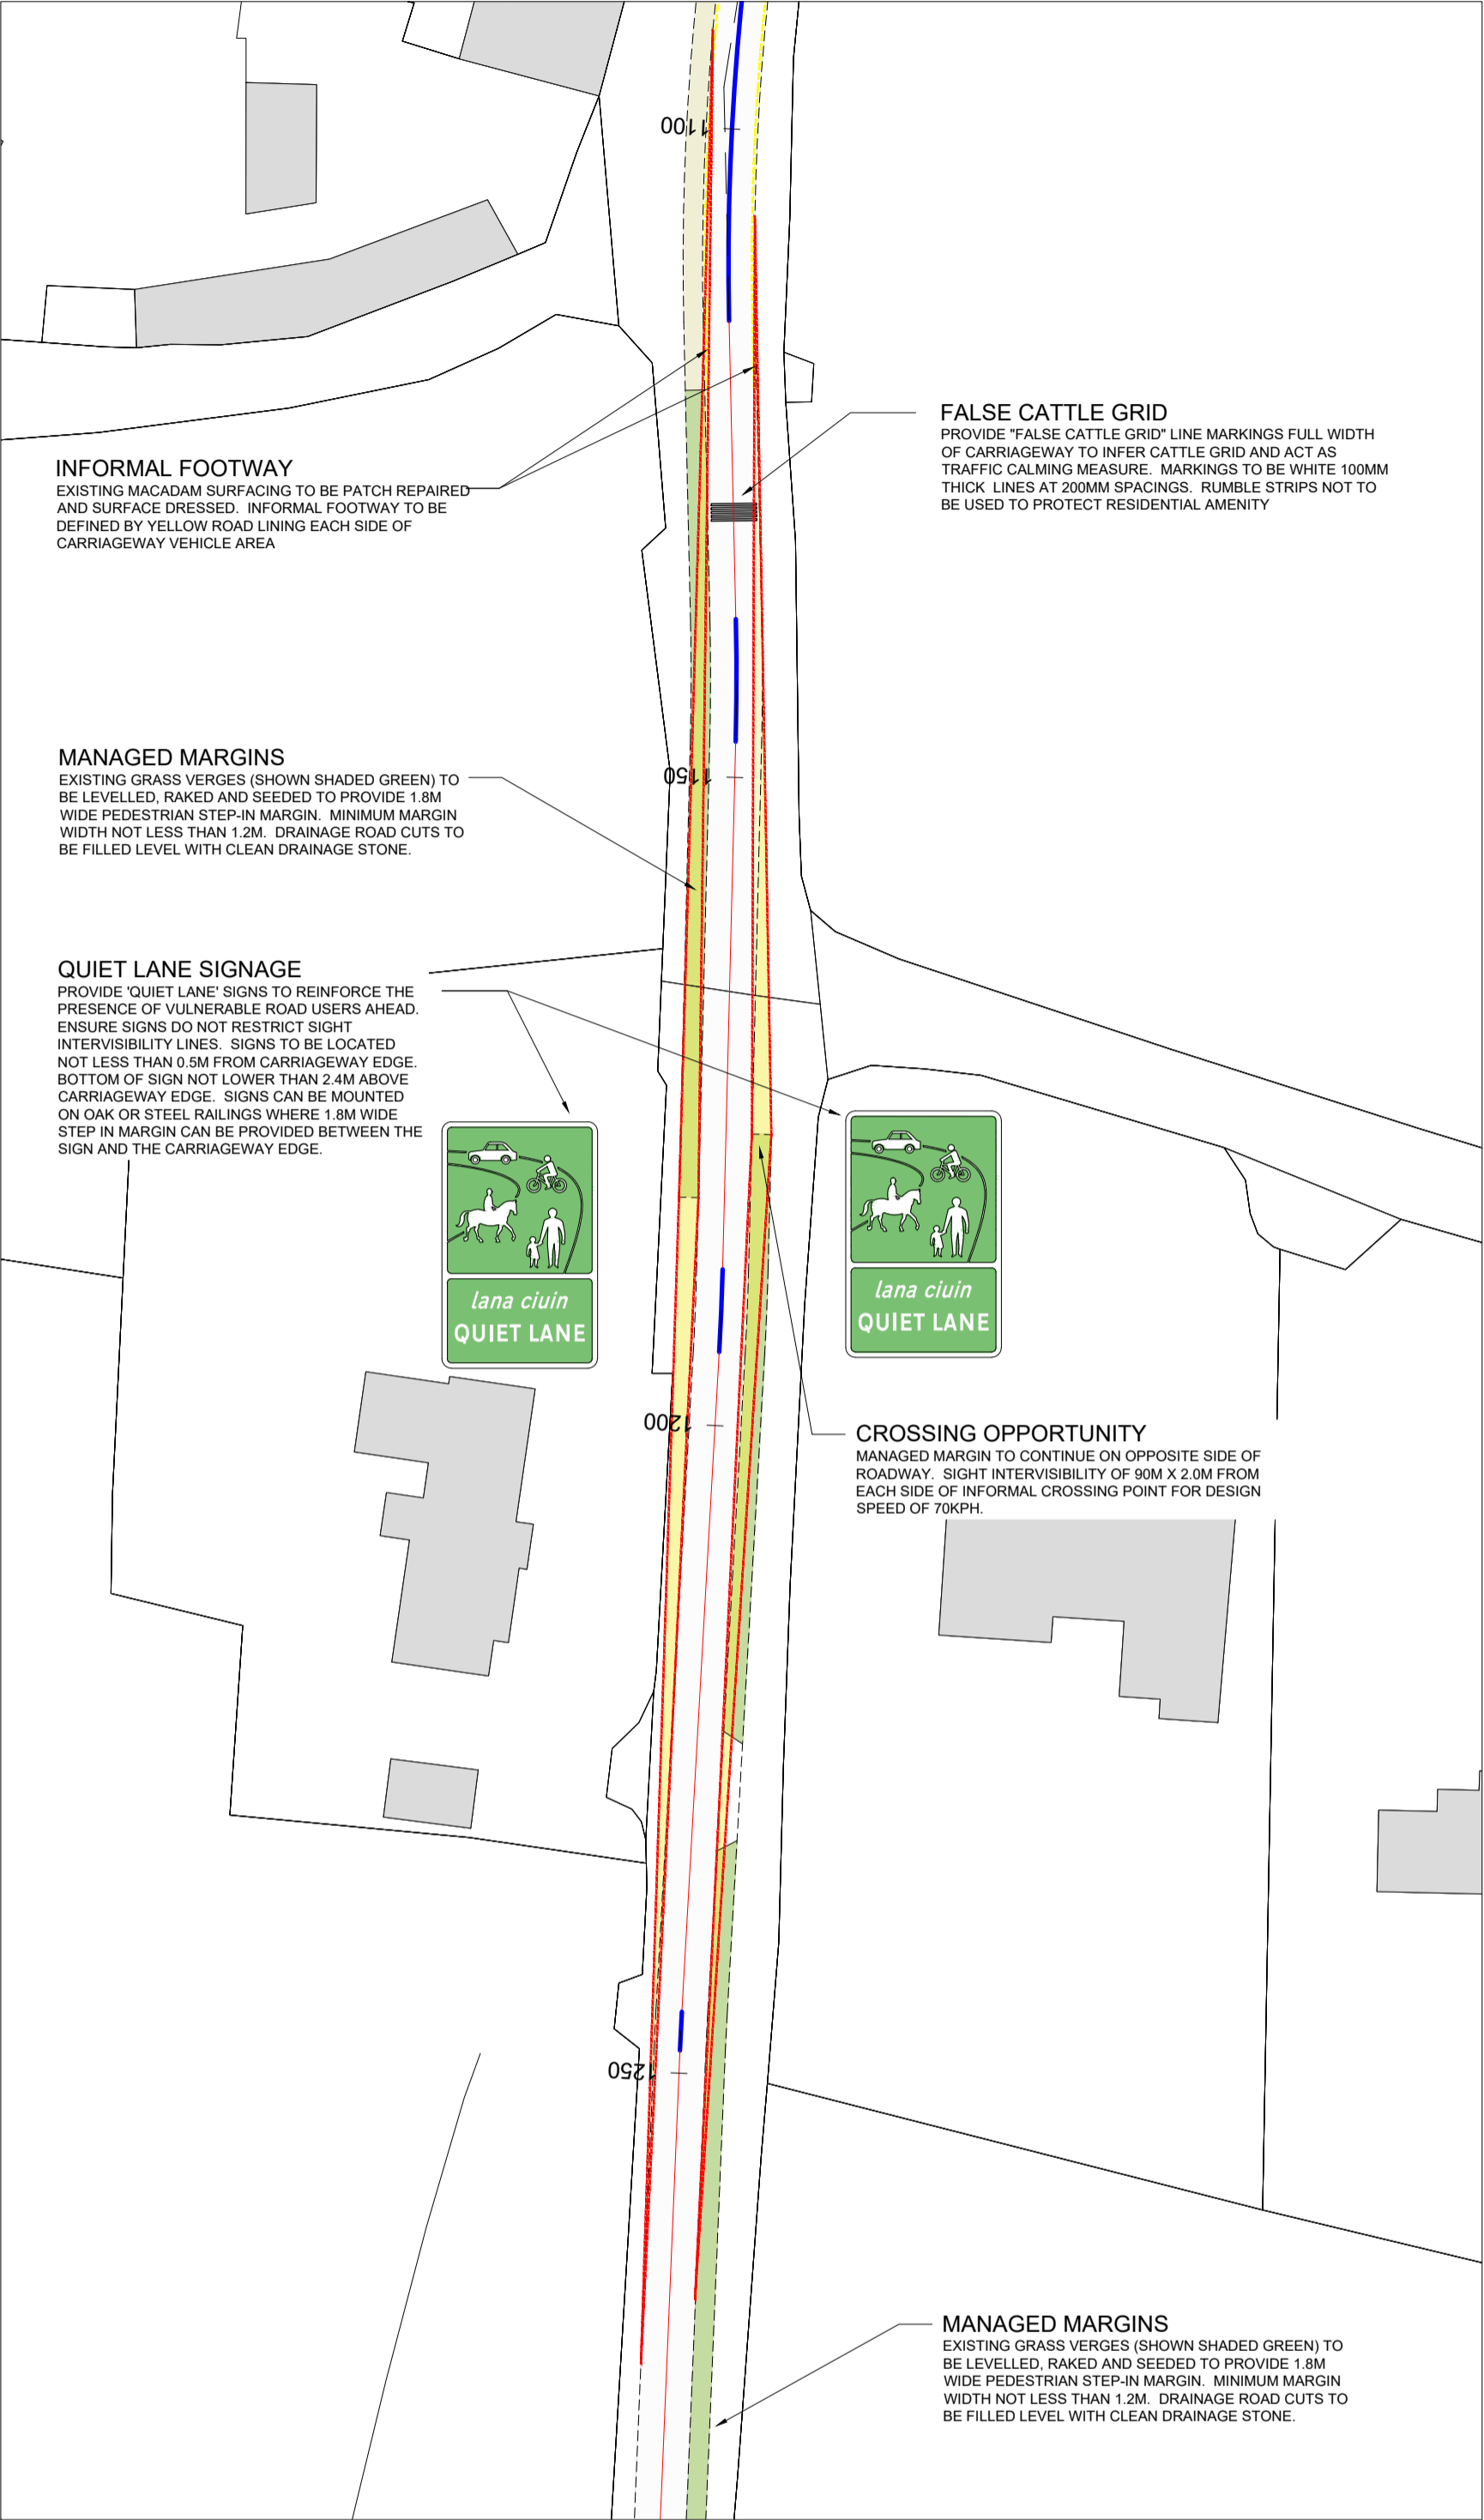 1100
FALSE CATTLE GRID
PROVIDE "FALSE CATTLE GRID" LINE MARKINGS FULL WIDTH
OF CARRIAGEWAY TO INFER CATTLE GRID AND ACT AS
TRAFFIC CALMING MEASURE. MARKINGS TO BE WHITE 100MM
THICK LINES AT 200MM SPACINGS. RUMBLE STRIPS NOT TO
BE USED TO PROTECT RESIDENTIAL AMENITY
INFORMAL FOOTWAY
EXISTING MACADAM SURFACING TO BE PATCH REPAIRED
AND SURFACE DRESSED. INFORMAL FOOTWAY TO BE
DEFINED BY YELLOW ROAD LINING EACH SIDE OF
CARRIAGEWAY VEHICLE AREA
MANAGED MARGINS
EXISTING GRASS VERGES (SHOWN SHADED GREEN) TO
BE LEVELLED, RAKED AND SEEDED TO PROVIDE 1.8M
WIDE PEDESTRIAN STEP-IN MARGIN. MINIMUM MARGIN
WIDTH NOT LESS THAN 1.2M. DRAINAGE ROAD CUTS TO
BE FILLED LEVEL WITH CLEAN DRAINAGE STONE.
1150
QUIET LANE SIGNAGE
PROVIDE 'QUIET LANE' SIGNS TO REINFORCE THE
PRESENCE OF VULNERABLE ROAD USERS AHEAD.
ENSURE SIGNS DO NOT RESTRICT SIGHT
INTERVISIBILITY LINES. SIGNS TO BE LOCATED
NOT LESS THAN 0.5M FROM CARRIAGEWAY EDGE.
BOTTOM OF SIGN NOT LOWER THAN 2.4M ABOVE
CARRIAGEWAY EDGE. SIGNS CAN BE MOUNTED
ON OAK OR STEEL RAILINGS WHERE 1.8M WIDE
STEP IN MARGIN CAN BE PROVIDED BETWEEN THE
SIGN AND THE CARRIAGEWAY EDGE.
lana ciuin
QUIET LANE
lana ciuin
QUIET LANE
1200
CROSSING OPPORTUNITY
MANAGED MARGIN TO CONTINUE ON OPPOSITE SIDE OF
ROADWAY. SIGHT INTERVISIBILITY OF 90M X 2.0M FROM
EACH SIDE OF INFORMAL CROSSING POINT FOR DESIGN
SPEED OF 70KPH.
1250
MANAGED MARGINS
EXISTING GRASS VERGES (SHOWN SHADED GREEN) TO
BE LEVELLED, RAKED AND SEEDED TO PROVIDE 1.8M
WIDE PEDESTRIAN STEP-IN MARGIN. MINIMUM MARGIN
WIDTH NOT LESS THAN 1.2M. DRAINAGE ROAD CUTS TO
BE FILLED LEVEL WITH CLEAN DRAINAGE STONE.